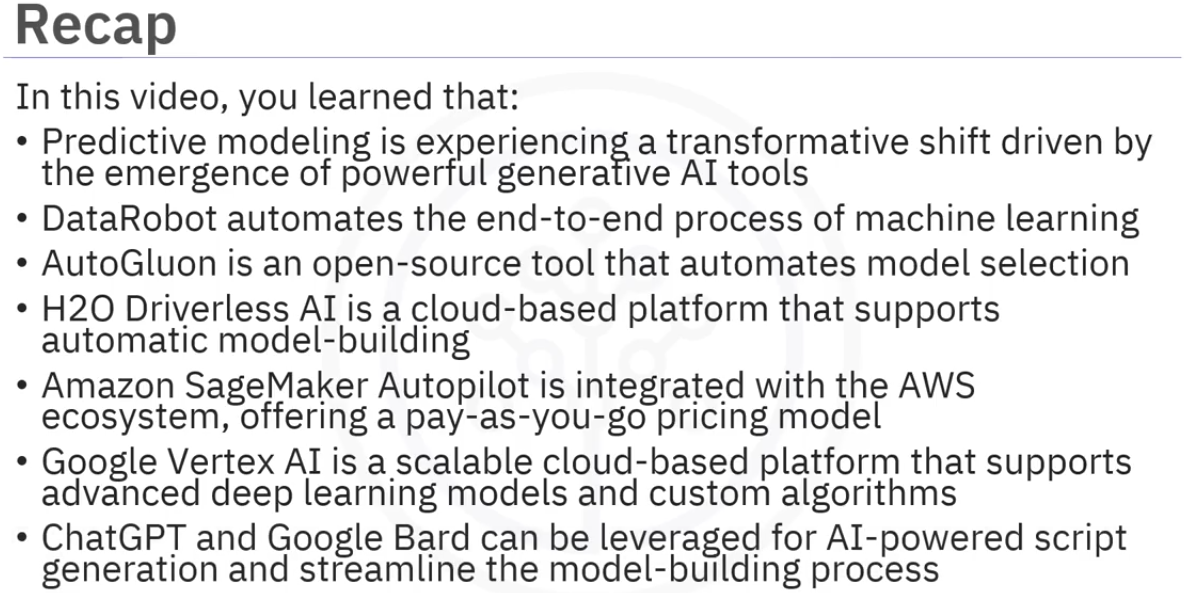 Recap
In this video, you learned that:
• Predictive modeling is experiencing a transformative shift driven by
the emergence of powerful generative AI tools
• DataRobot automates the end-to-end process of machine learning
• AutoGluon is an open-source tool that automates model selection
• H2O Driverless AI is a cloud-based platform that supports
automatic model-building
• Amazon SageMaker Autopilot is integrated with the AWS
ecosystem, offering a pay-as-you-go pricing model
• Google Vertex AI is a scalable cloud-based platform that supports
advanced deep learning models and custom algorithms
• ChatGPT and Google Bard can be leveraged for AI-powered script
generation and streamline the model-building process